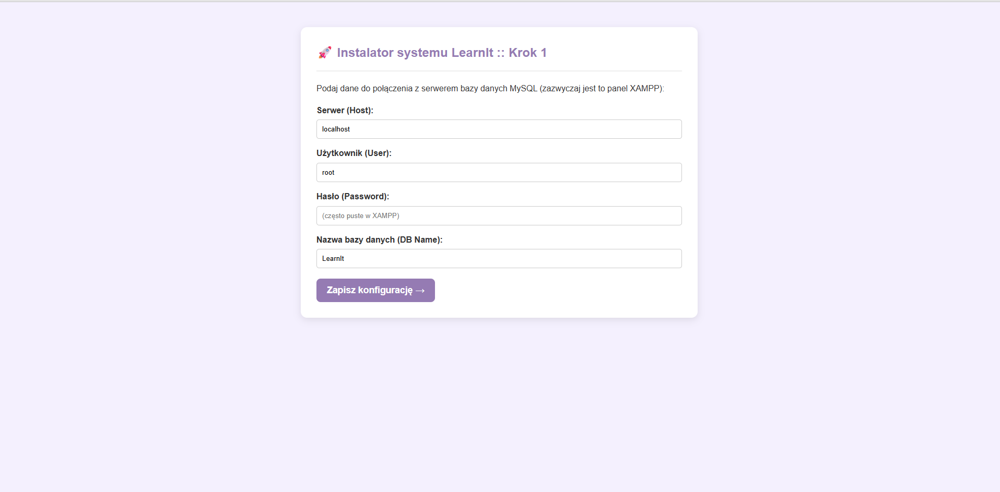 🚀 Instalator systemu LearnIt :: Krok 1
Podaj dane do połączenia z serwerem bazy danych MySQL (zazwyczaj jest to panel XAMPP):
Serwer (Host):
localhost
Użytkownik (User):
root
Hasło (Password):
(często puste w XAMPP)
Nazwa bazy danych (DB Name):
LearnIt
Zapisz konfigurację →